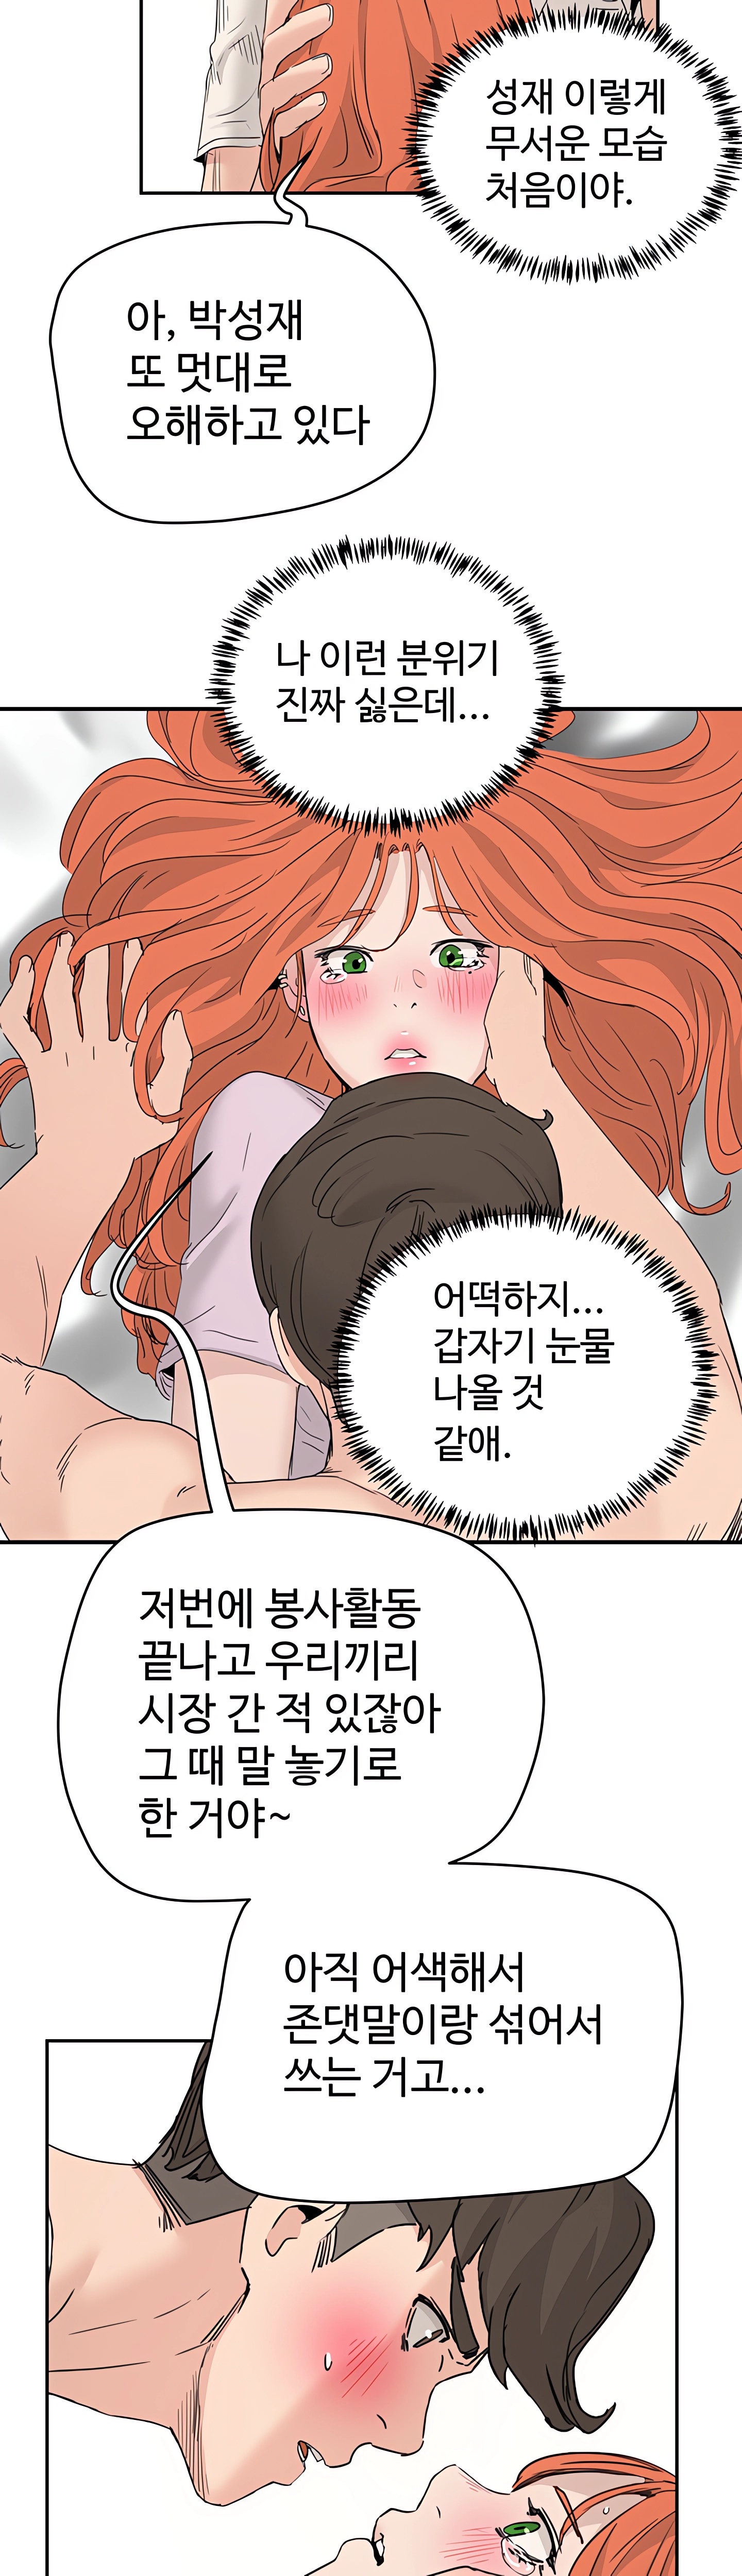 성재 이렇게
무서운 모습
처음이야.
아, 박성재
또 멋대로
오해하고 있다
나 이런 분위기
진짜 싫은데...
어떡하지...
갑자기 눈물
나올 것
같애.
저번에 봉사활동
끝나고 우리끼리
시장 간 적 있잖아
그 때 말 놓기로
한 거야~
아직 어색해서
존댓말이랑 섞어서
쓰는 거고...